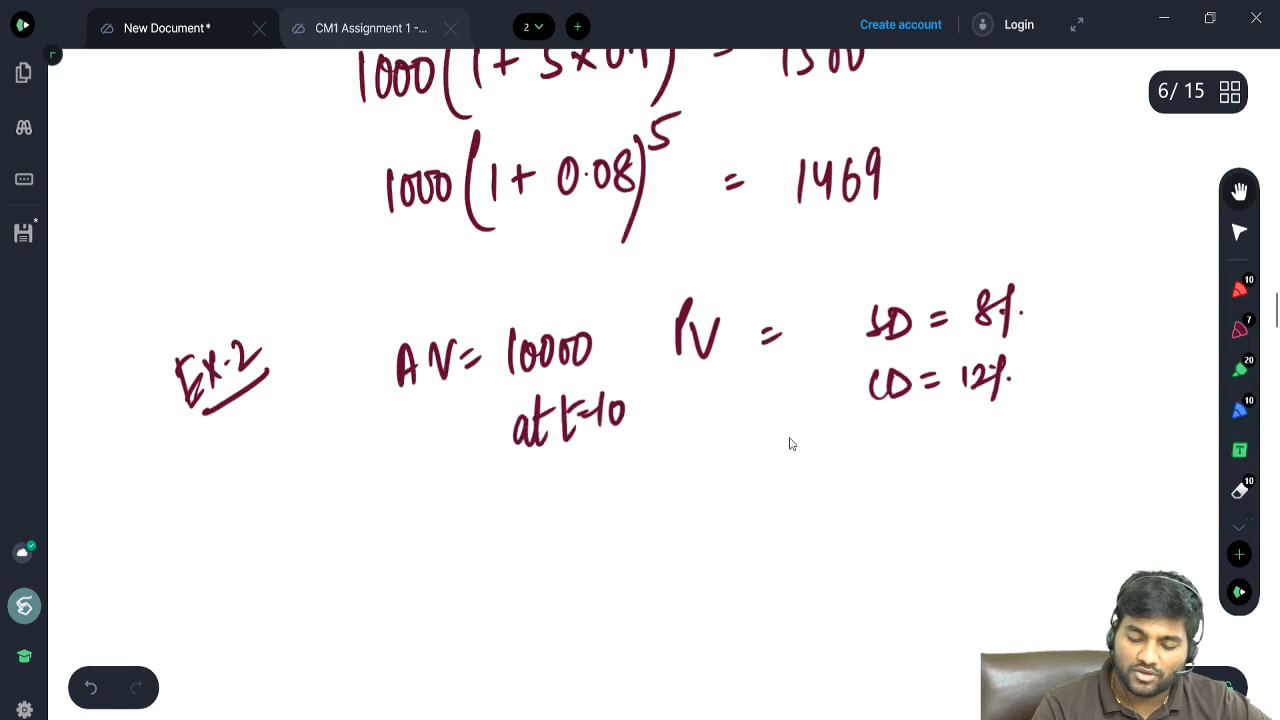 New Document*
CM1 Assignment 1 -...
2
Create account
Login
6/ 15
1000(1+ 5×0.1) = 1500
1000(1+ 0.08)^5 = 1469
Ex.2
AV= 10000 PV = SD = 8%.
at t=10 CD = 12%.
10
7
20
10
T
10